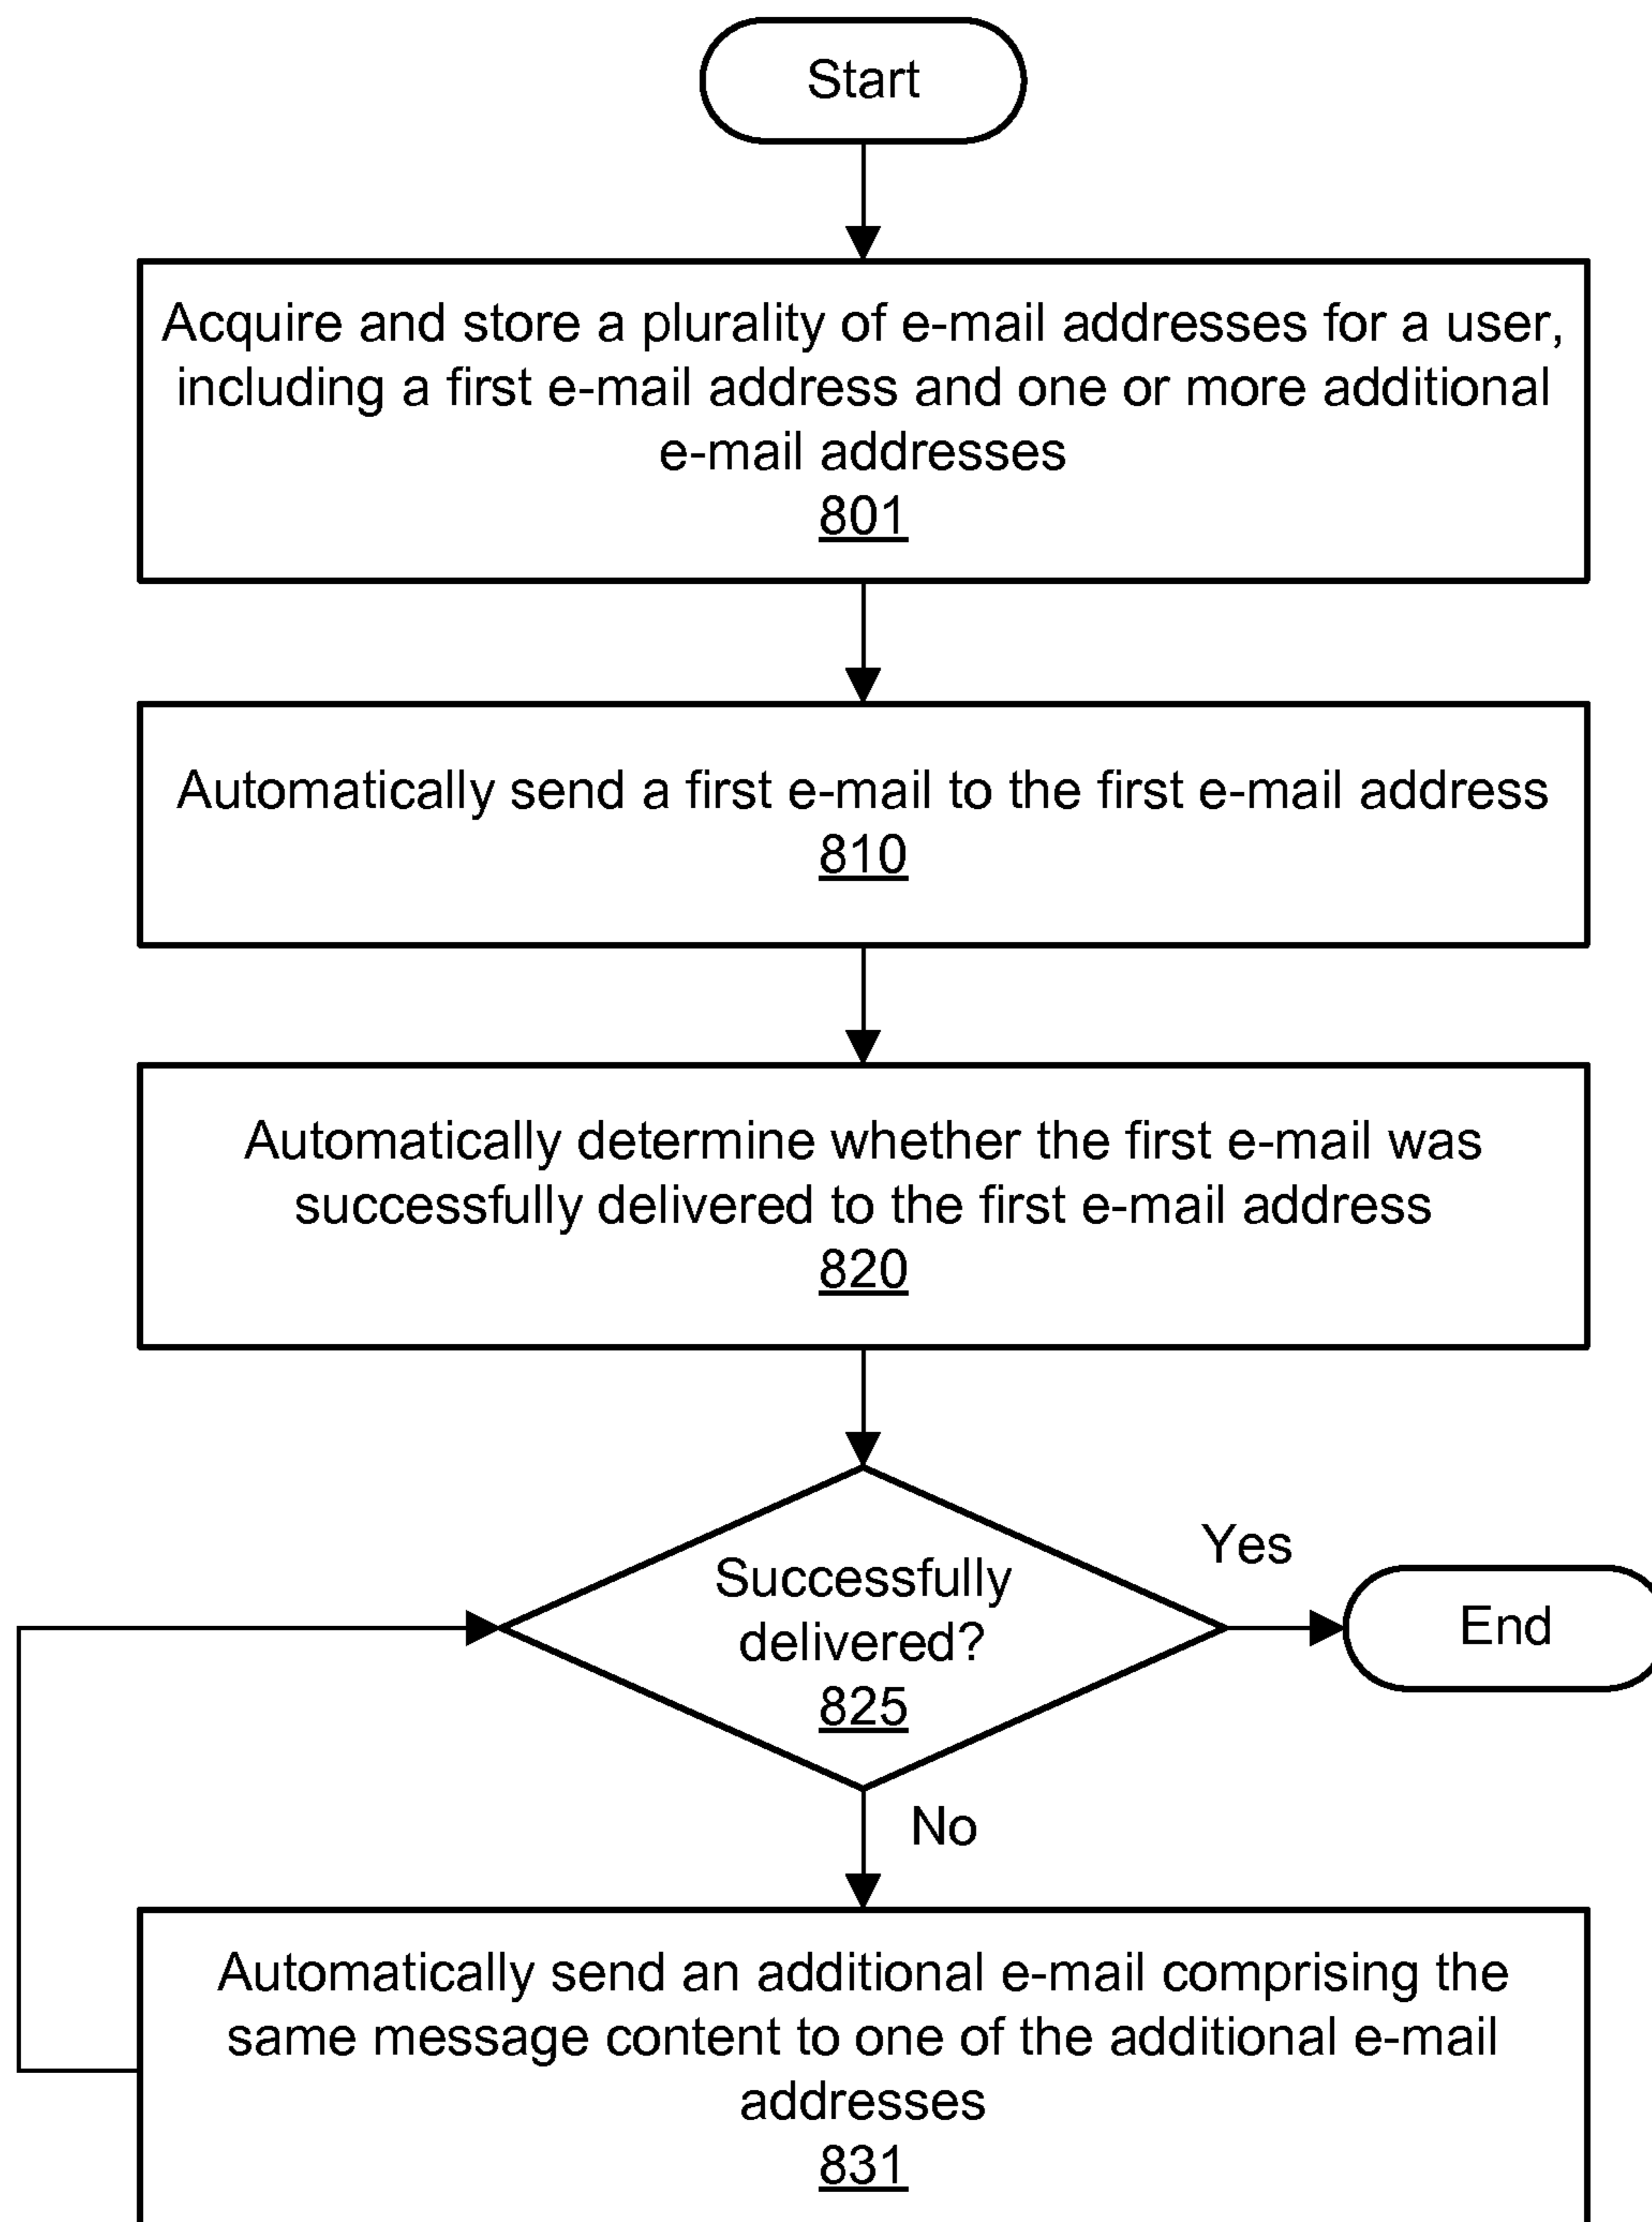 Start
Acquire and store a plurality of e-mail addresses for a user,
including a first e-mail address and one or more additional
e-mail addresses
801
Automatically send a first e-mail to the first e-mail address
810
Automatically determine whether the first e-mail was
successfully delivered to the first e-mail address
820
Successfully
delivered?
825
Yes
End
No
Automatically send an additional e-mail comprising the
same message content to one of the additional e-mail
addresses
831